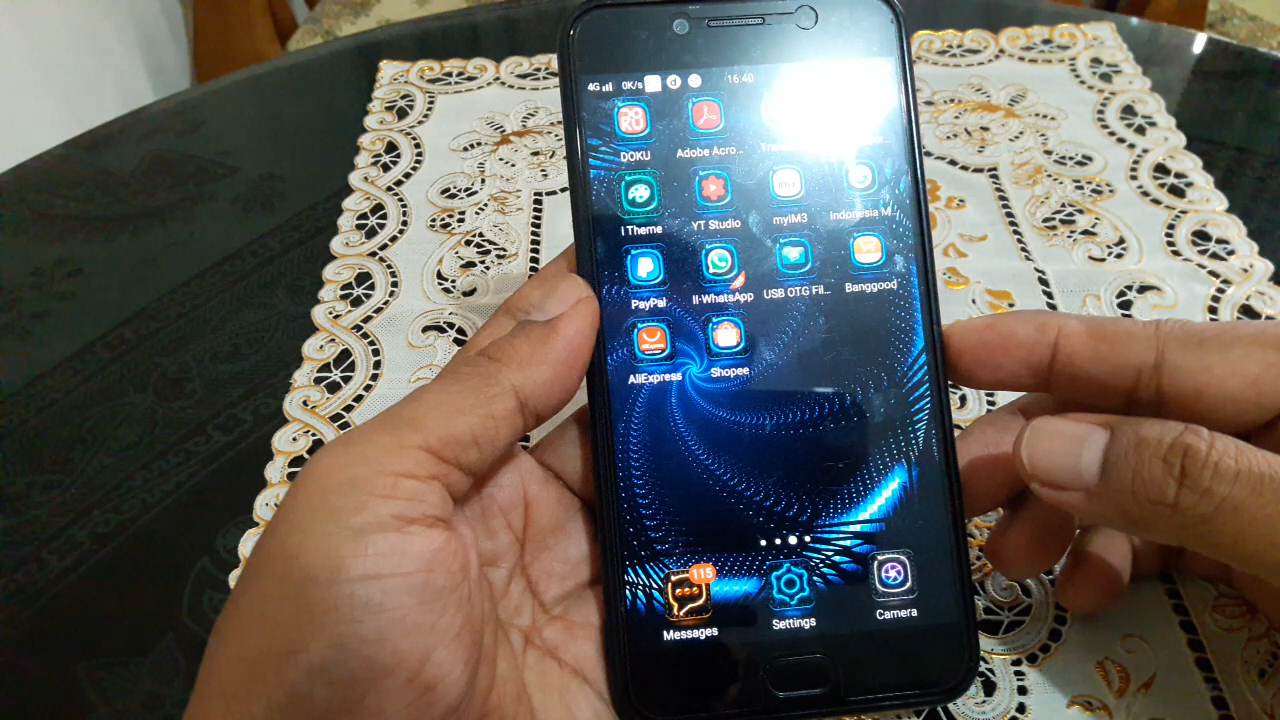 4G 0K/s 16:40
DOKU Adobe Acro...
i Theme YT Studio myIM3 Indonesia M...
PayPal II·WhatsApp USB OTG Fil... Banggood
AliExpress Shopee
115
Messages Settings Camera